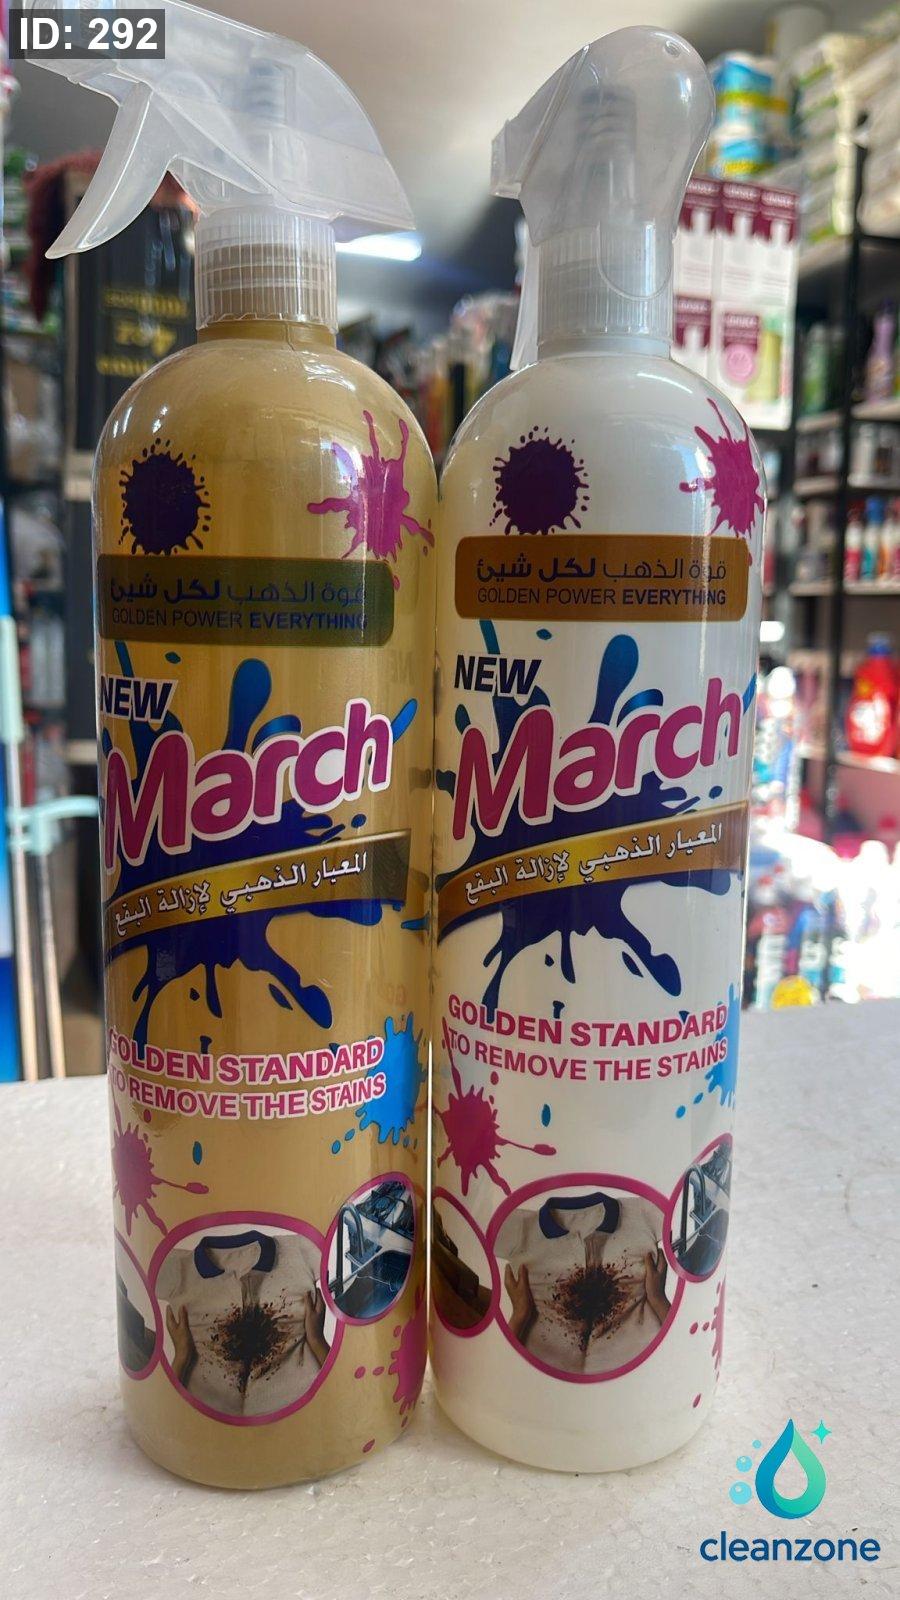 ID: 292
قوة الذهب لكل شيئ
GOLDEN POWER EVERYTHING
NEW
March
المعيار الذهبي لإزالة البقع
GOLDEN STANDARD
TO REMOVE THE STAINS
قوة الذهب لكل شيئ
GOLDEN POWER EVERYTHING
NEW
March
المعيار الذهبي لإزالة البقع
GOLDEN STANDARD
TO REMOVE THE STAINS
cleanzone